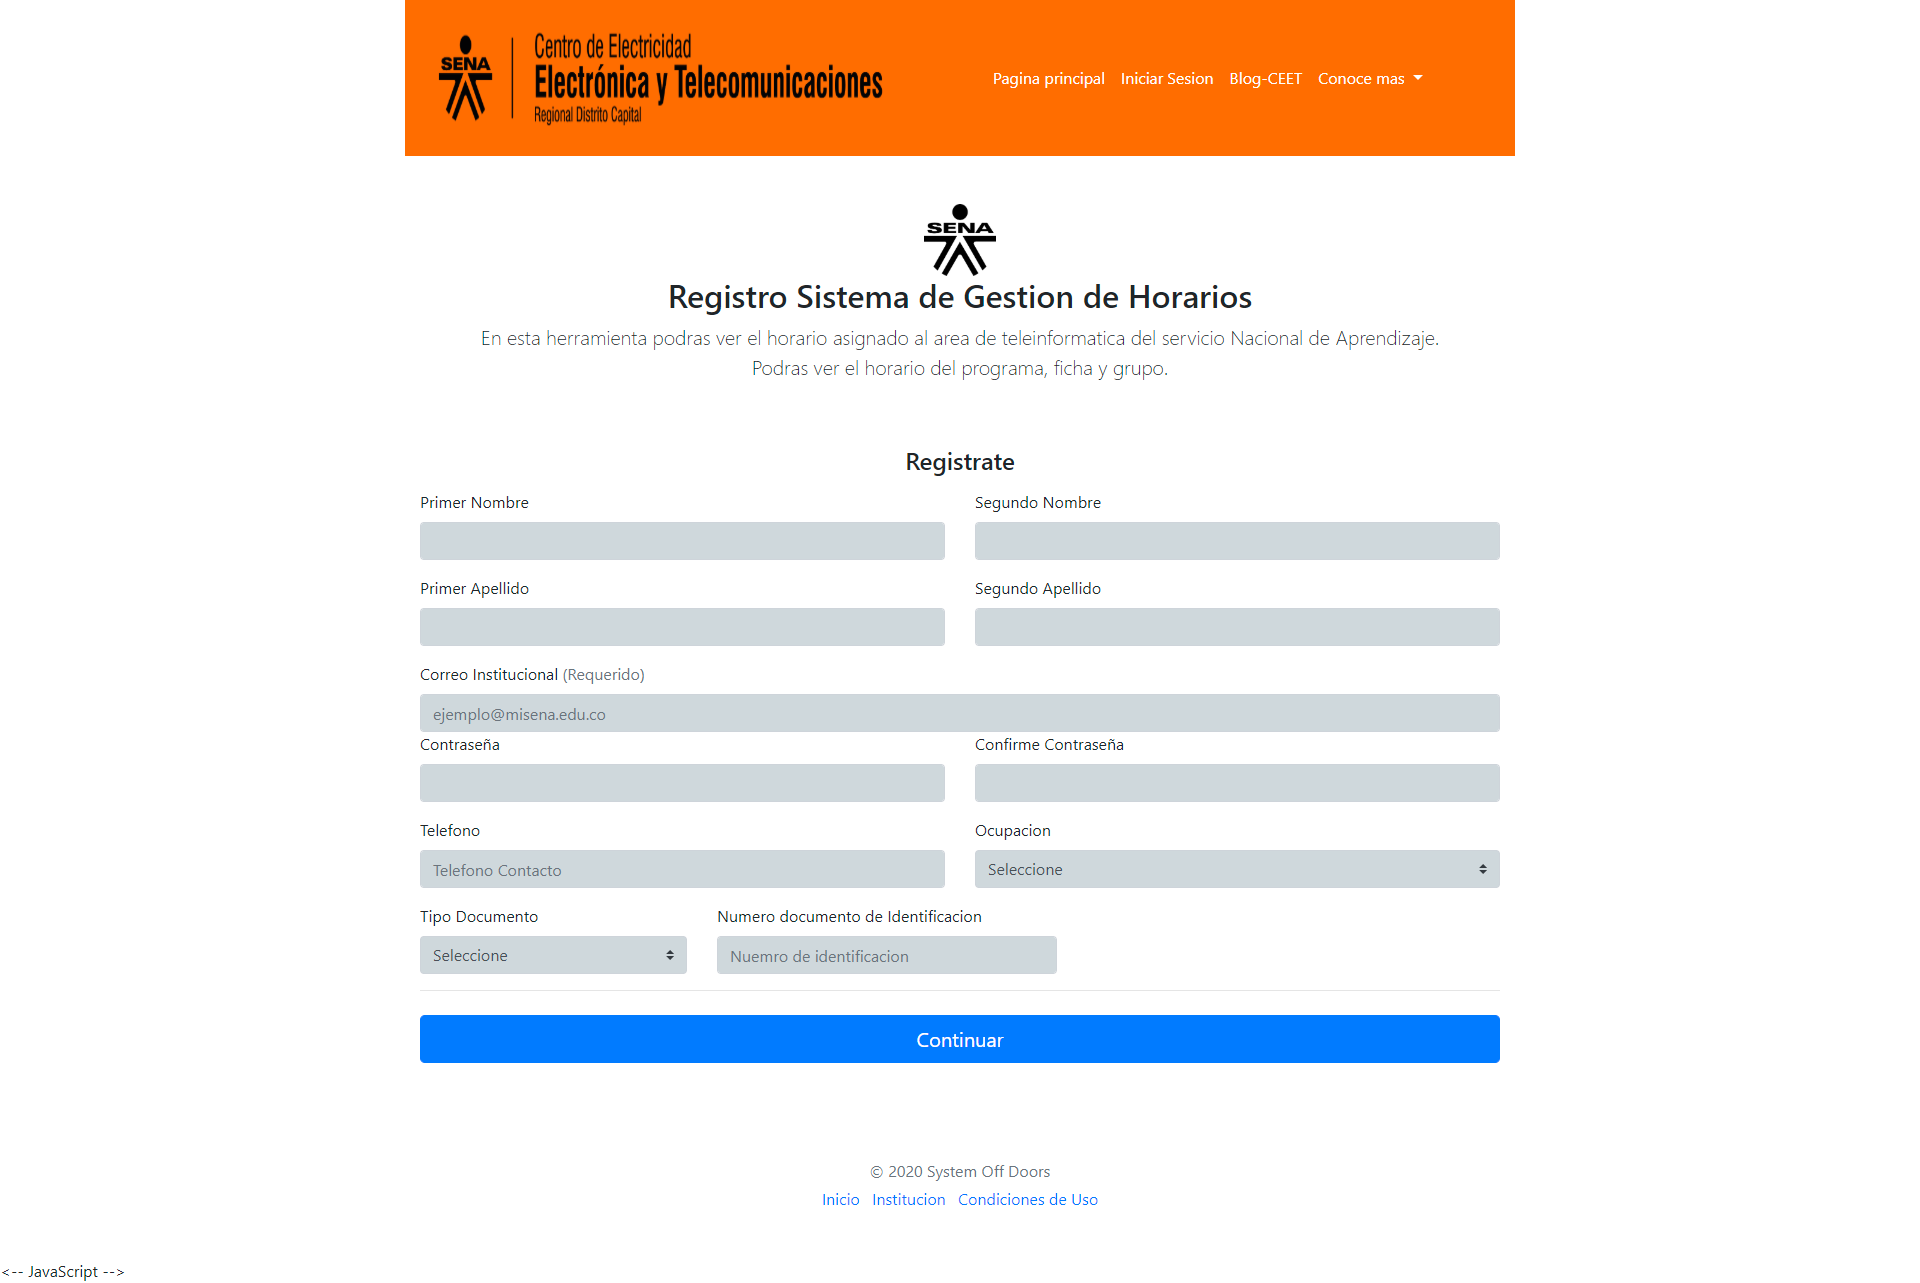 SENA
Centro de Electricidad
Electrónica y Telecomunicaciones
Regional Distrito Capital
Pagina principal Iniciar Sesion Blog-CEET Conoce mas
SENA
Registro Sistema de Gestion de Horarios
En esta herramienta podras ver el horario asignado al area de teleinformatica del servicio Nacional de Aprendizaje.
Podras ver el horario del programa, ficha y grupo.
Registrate
Primer Nombre Segundo Nombre
Primer Apellido Segundo Apellido
Correo Institucional (Requerido)
ejemplo@misena.edu.co
Contraseña Confirme Contraseña
Telefono Ocupacion
Telefono Contacto Seleccione
Tipo Documento Numero documento de Identificacion
Seleccione Nuemro de identificacion
Continuar
© 2020 System Off Doors
Inicio Institucion Condiciones de Uso
<-- JavaScript -->